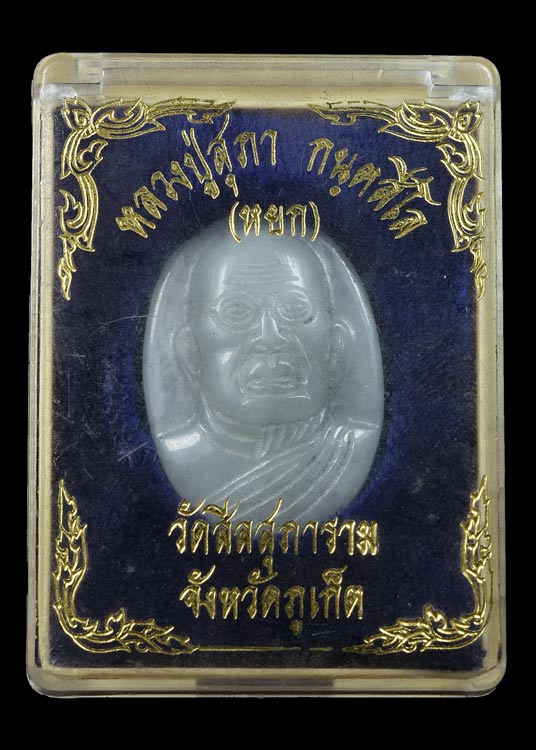 หลวงปู่สุภา กนฺตสีโล
(หยก)
วัดสีลสุภาราม
จังหวัดภูเก็ต